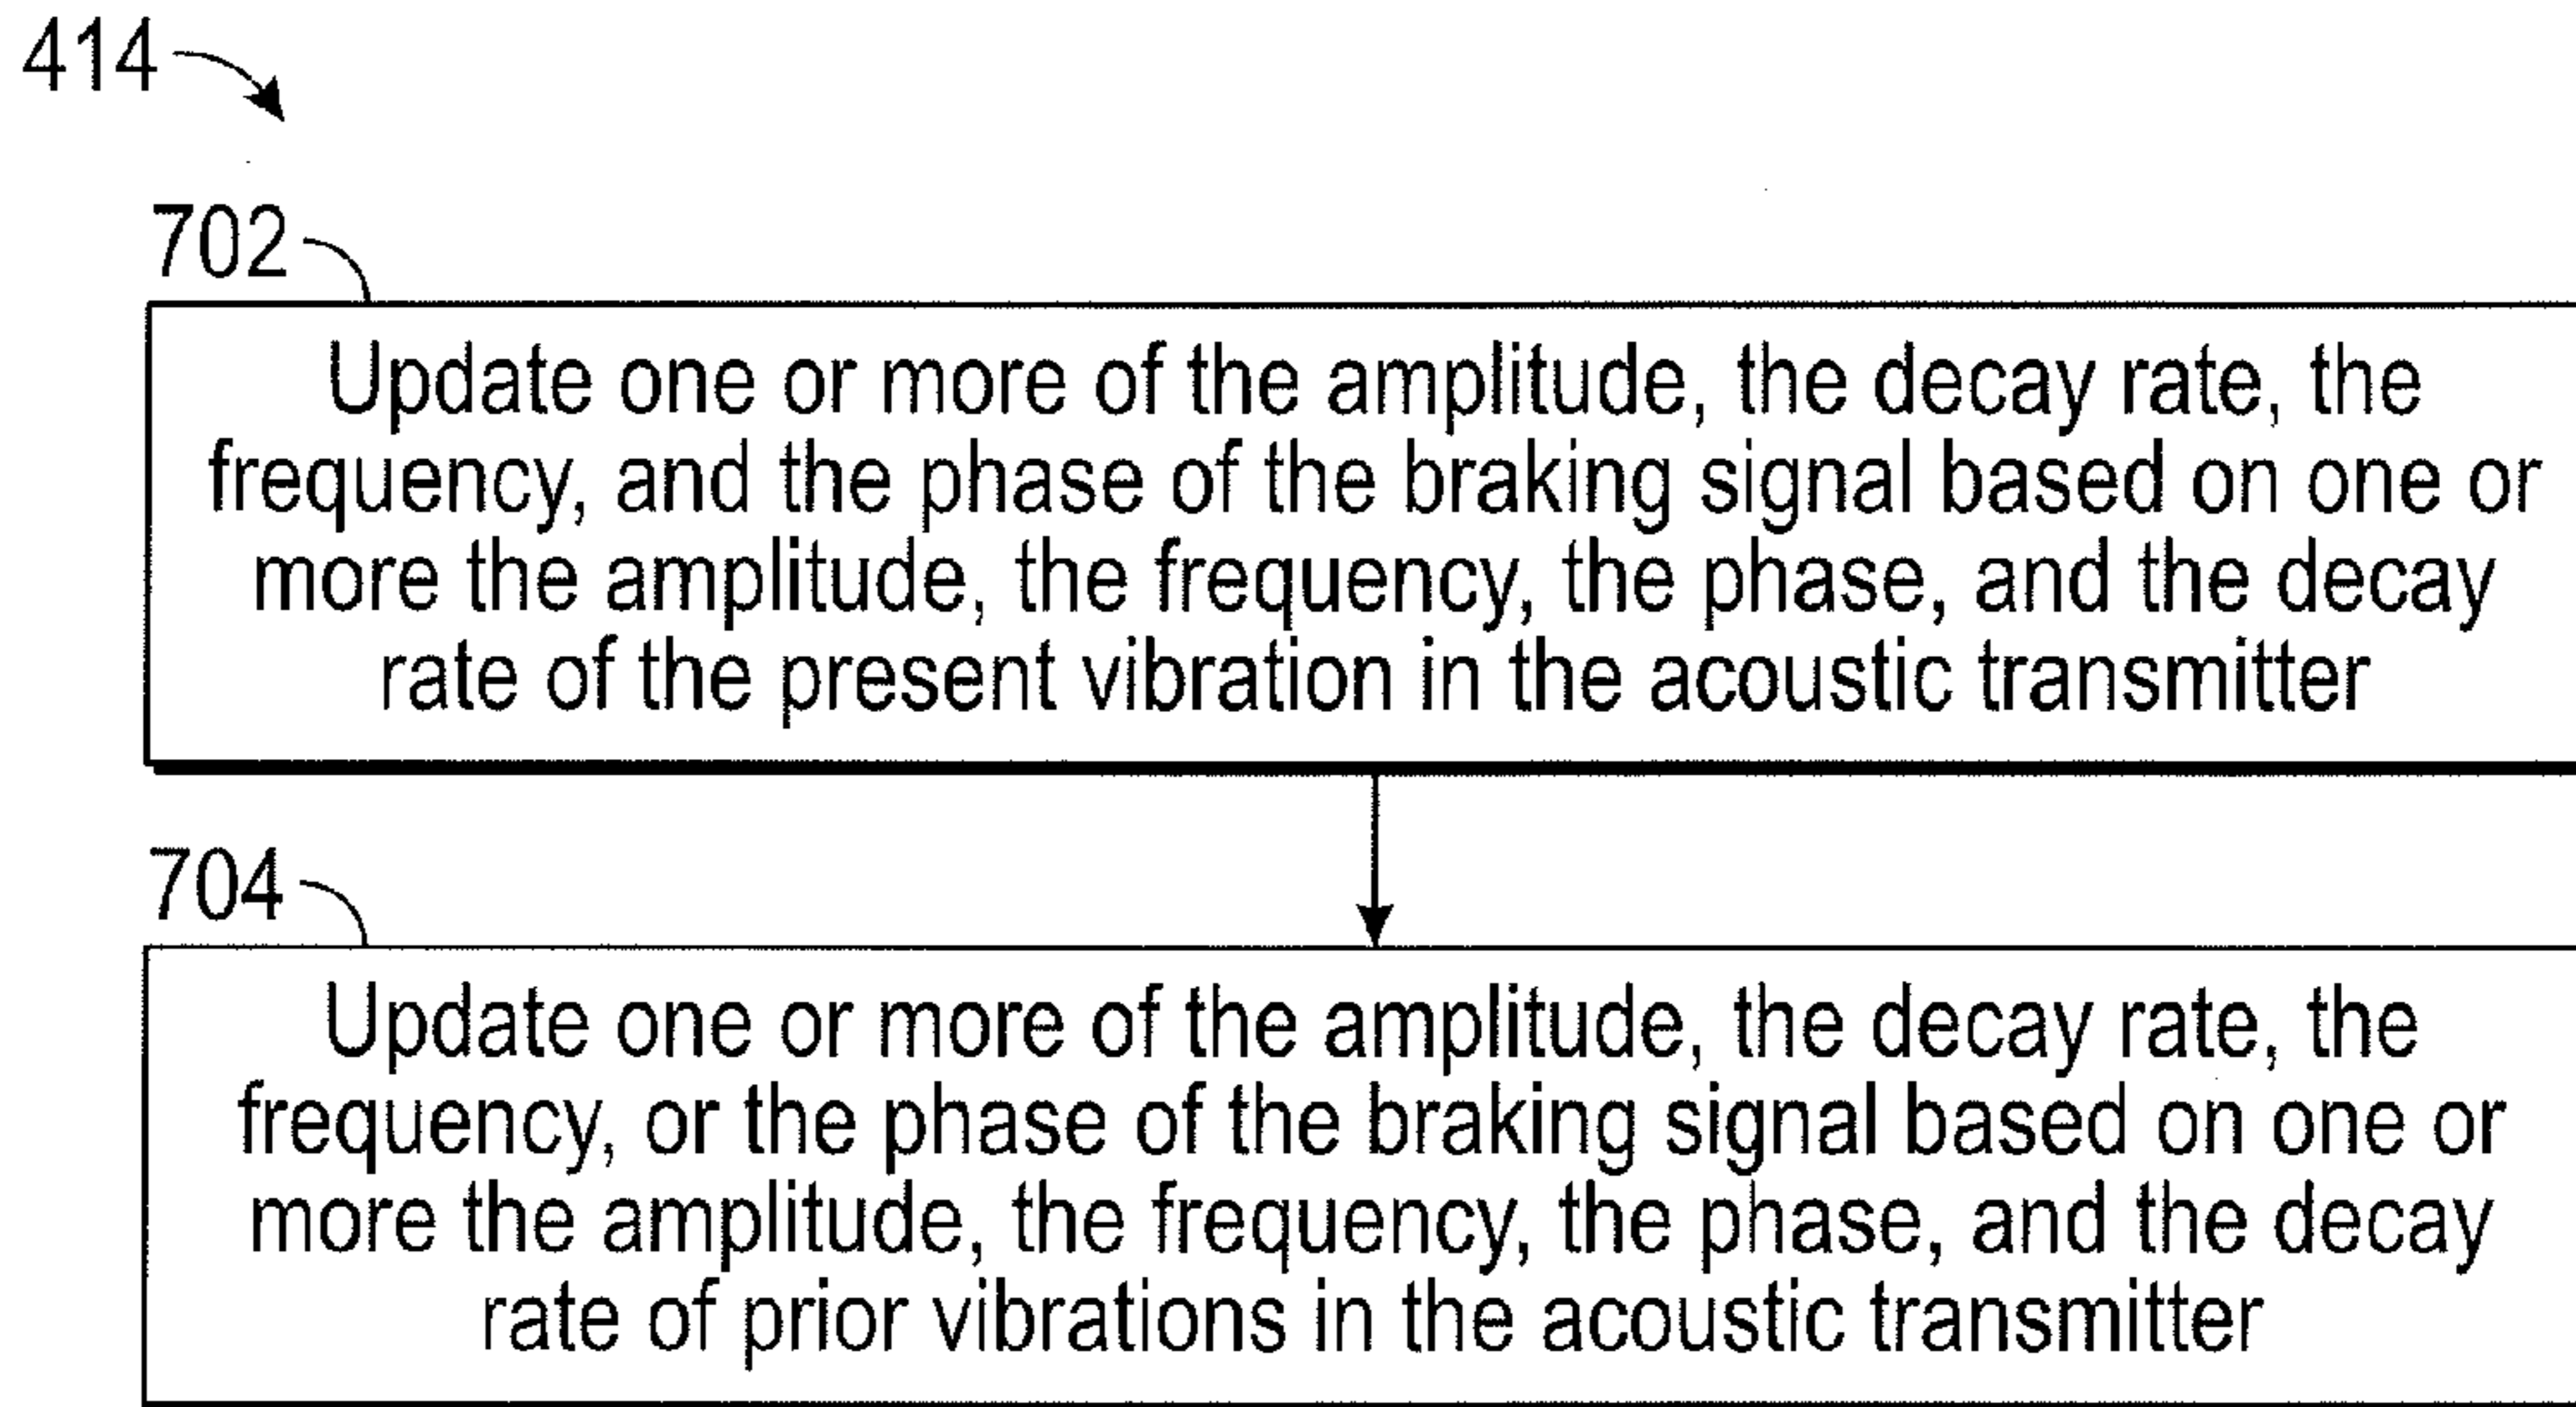 414
702
Update one or more of the amplitude, the decay rate, the
frequency, and the phase of the braking signal based on one or
more the amplitude, the frequency, the phase, and the decay
rate of the present vibration in the acoustic transmitter
704
Update one or more of the amplitude, the decay rate, the
frequency, or the phase of the braking signal based on one or
more the amplitude, the frequency, the phase, and the decay
rate of prior vibrations in the acoustic transmitter